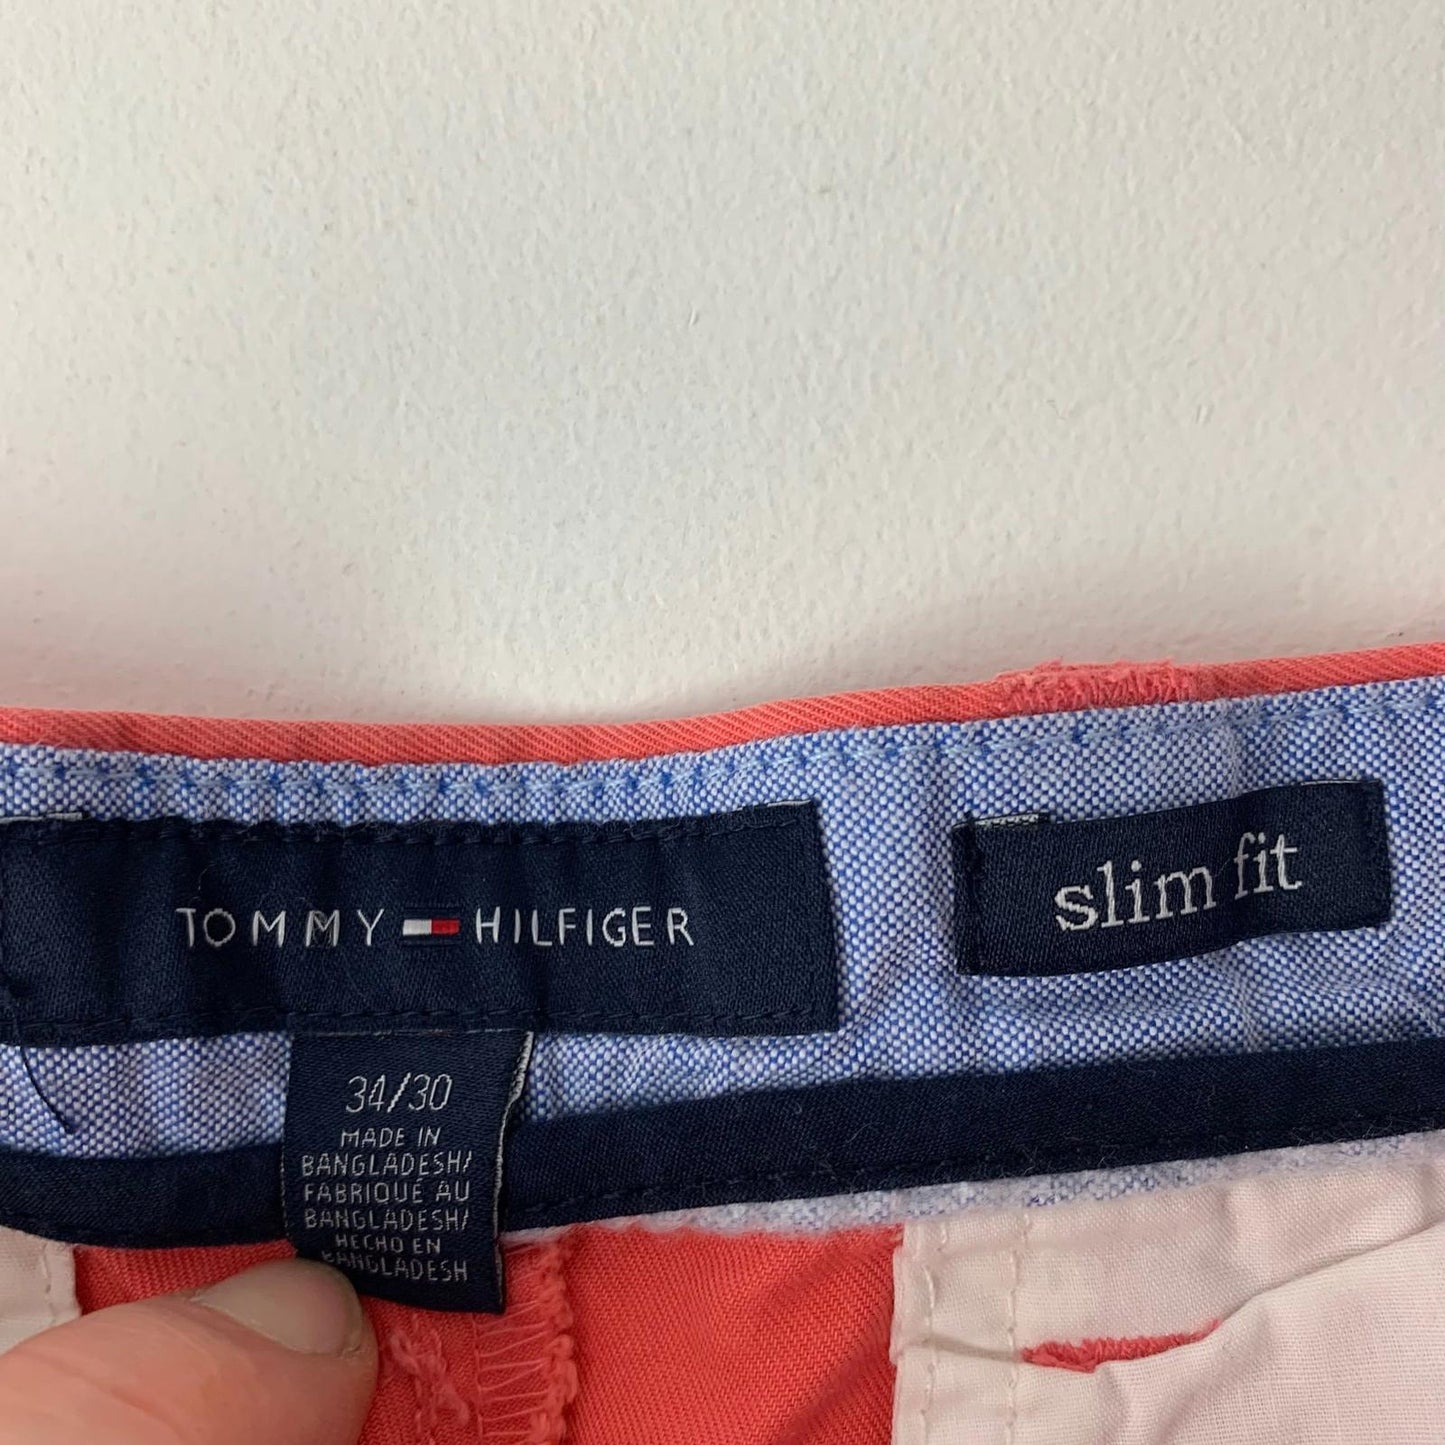 TOMMY HILFIGER
slim fit
34/30
MADE IN
BANGLADESH/
FABRIQUÉ AU
BANGLADESH/
HECHO EN
BANGLADESH